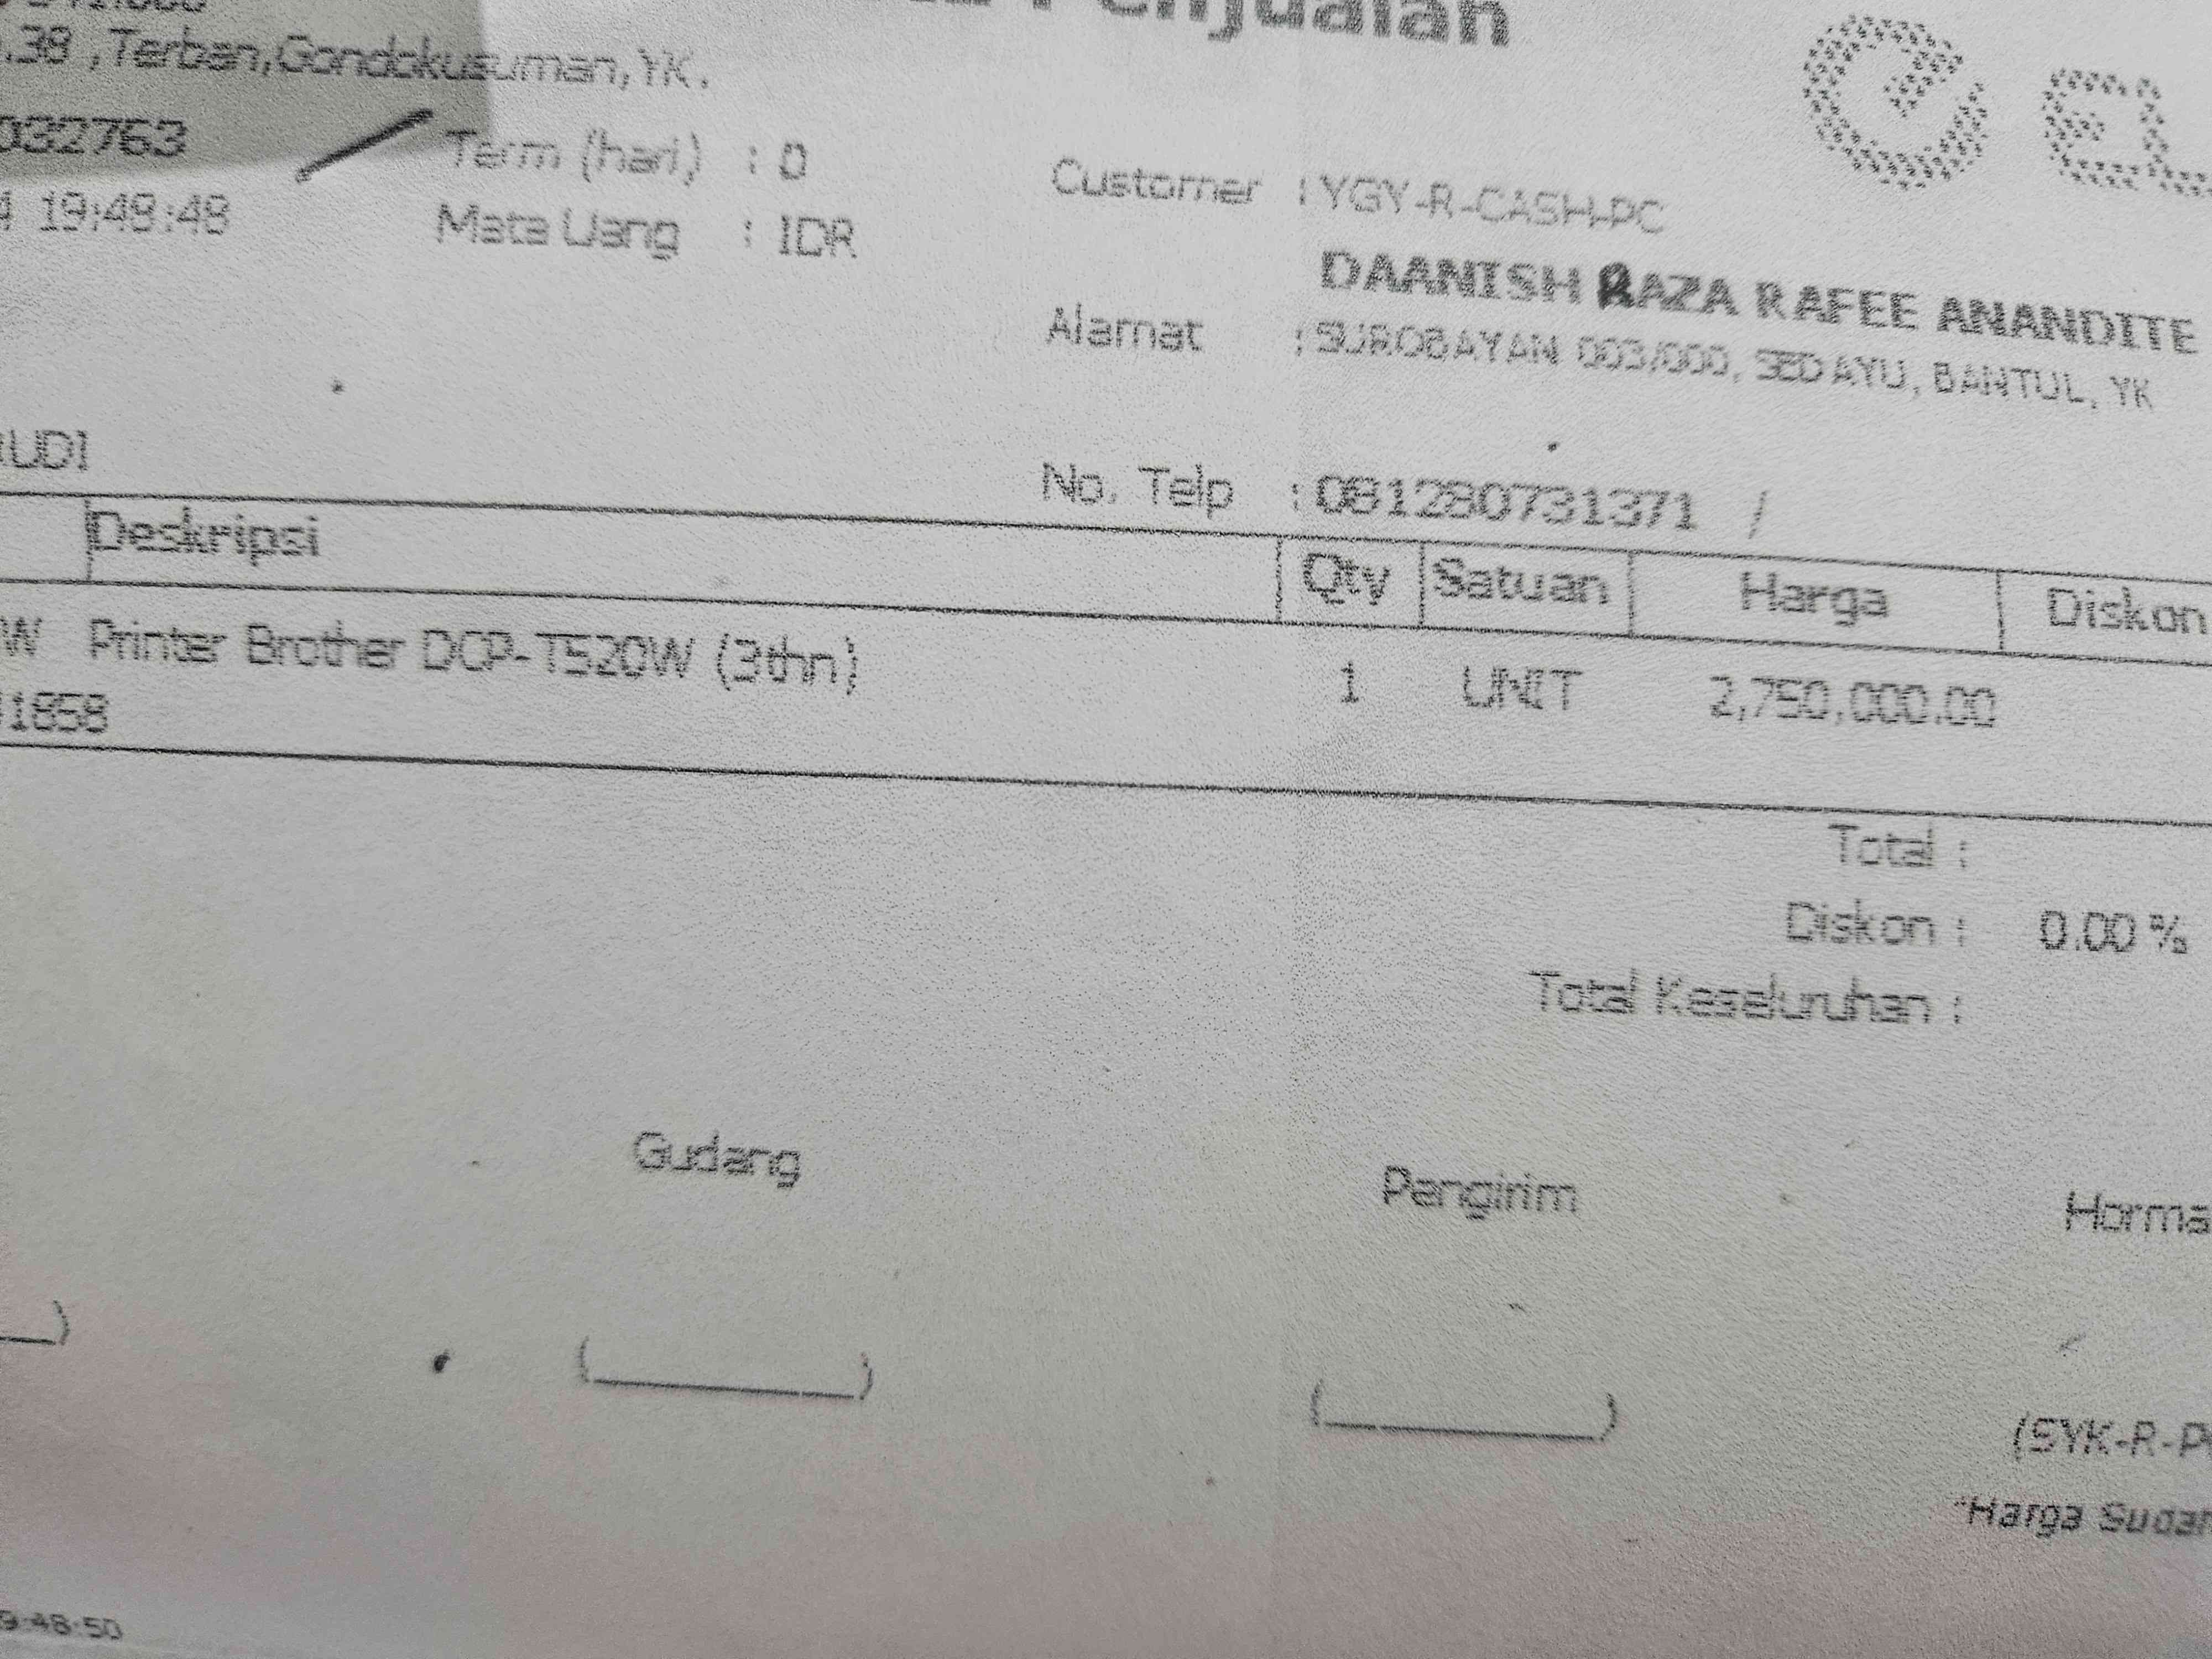 .38 ,Terban,Gondokusuman,YK.
Penjualan
032763
19:48:48
Term (hari) : 0
Mata Uang : IDR
Customer : YGY-R-CASH-PC
DAANISH RAZA RAFEE ANANDITE
Alamat : SUROBAYAN 003/000, SEDAYU, BANTUL, YK
UDI
No. Telp : 081280731371 /
Deskripsi Qty Satuan Harga Diskon
W Printer Brother DCP-T520W (3thn) 1 UNIT 2,750,000.00
1858
Total :
Diskon : 0.00 %
Total Keseluruhan :
Gudang Pengirim Horma
(SYK-R-P
"Harga Sudah
9:48:50